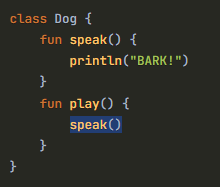 class Dog {
    fun speak() {
        println("BARK!")
    }
    fun play() {
        speak()
    }
}